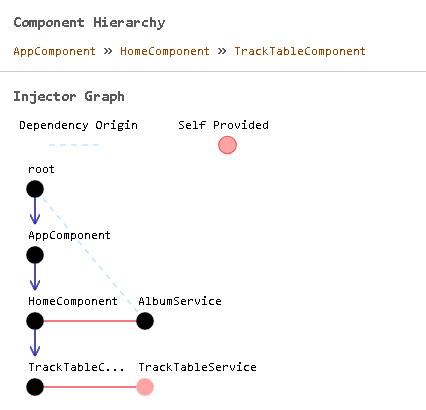 Component Hierarchy
AppComponent » HomeComponent » TrackTableComponent
Injector Graph
Dependency Origin Self Provided
root
AppComponent
HomeComponent AlbumService
TrackTableC... TrackTableService